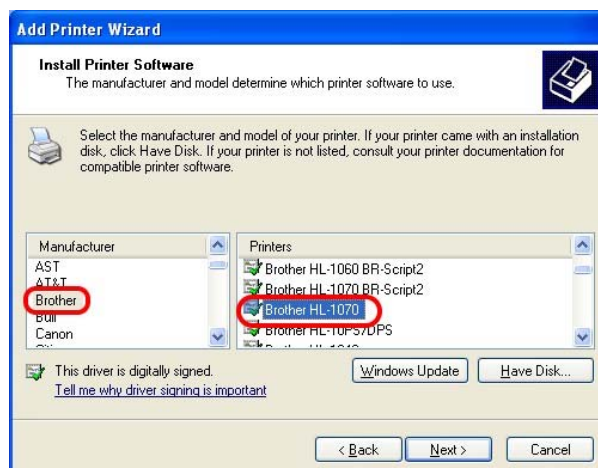 Add Printer Wizard
Install Printer Software
The manufacturer and model determine which printer software to use.
Select the manufacturer and model of your printer. If your printer came with an installation
disk, click Have Disk. If your printer is not listed, consult your printer documentation for
compatible printer software.
Manufacturer
AST
AT&T
Brother
Bull
Canon
Printers
Brother HL-1060 BR-Script2
Brother HL-1070 BR-Script2
Brother HL-1070
Brother HL-10PS7DPS
This driver is digitally signed.
Tell me why driver signing is important
Windows Update
Have Disk...
< Back
Next >
Cancel